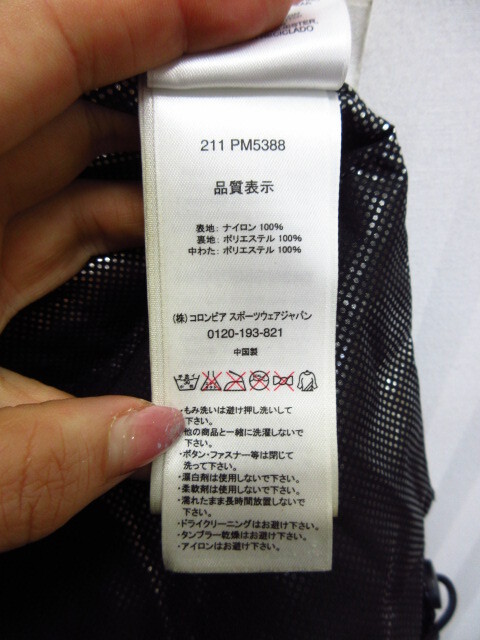 RECICLADO
211 PM5388
品質表示
表地: ナイロン 100%
裏地: ポリエステル 100%
中わた: ポリエステル 100%
(株) コロンビア スポーツウェアジャパン
0120-193-821
中国製
・もみ洗いは避け押し洗いして
下さい。
・他の商品と一緒に洗濯しないで
下さい。
・ボタン・ファスナー等は閉じて
洗って下さい。
・漂白剤は使用しないで下さい。
・柔軟剤は使用しないで下さい。
・濡れたまま長時間放置しないで
下さい。
・ドライクリーニングはお避け下さい。
・タンブラー乾燥はお避け下さい。
・アイロンはお避け下さい。